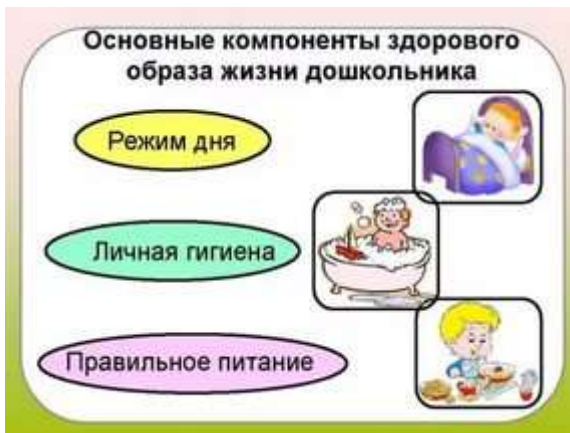 Основные компоненты здорового
образа жизни дошкольника
Режим дня
Личная гигиена
Правильное питание